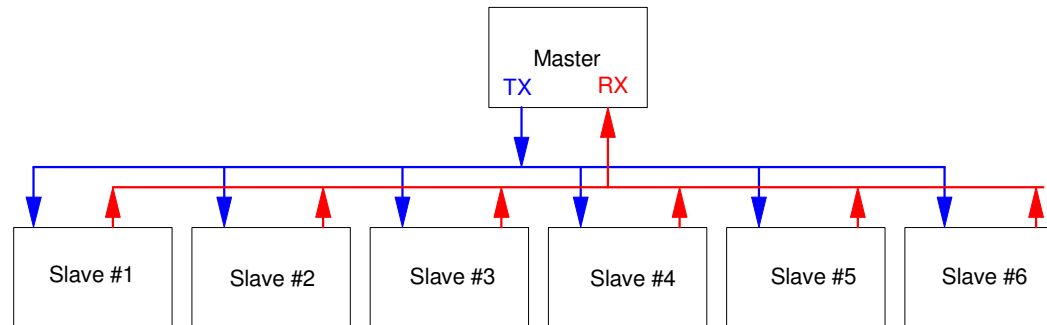 Master
TX RX
Slave #1
Slave #2
Slave #3
Slave #4
Slave #5
Slave #6